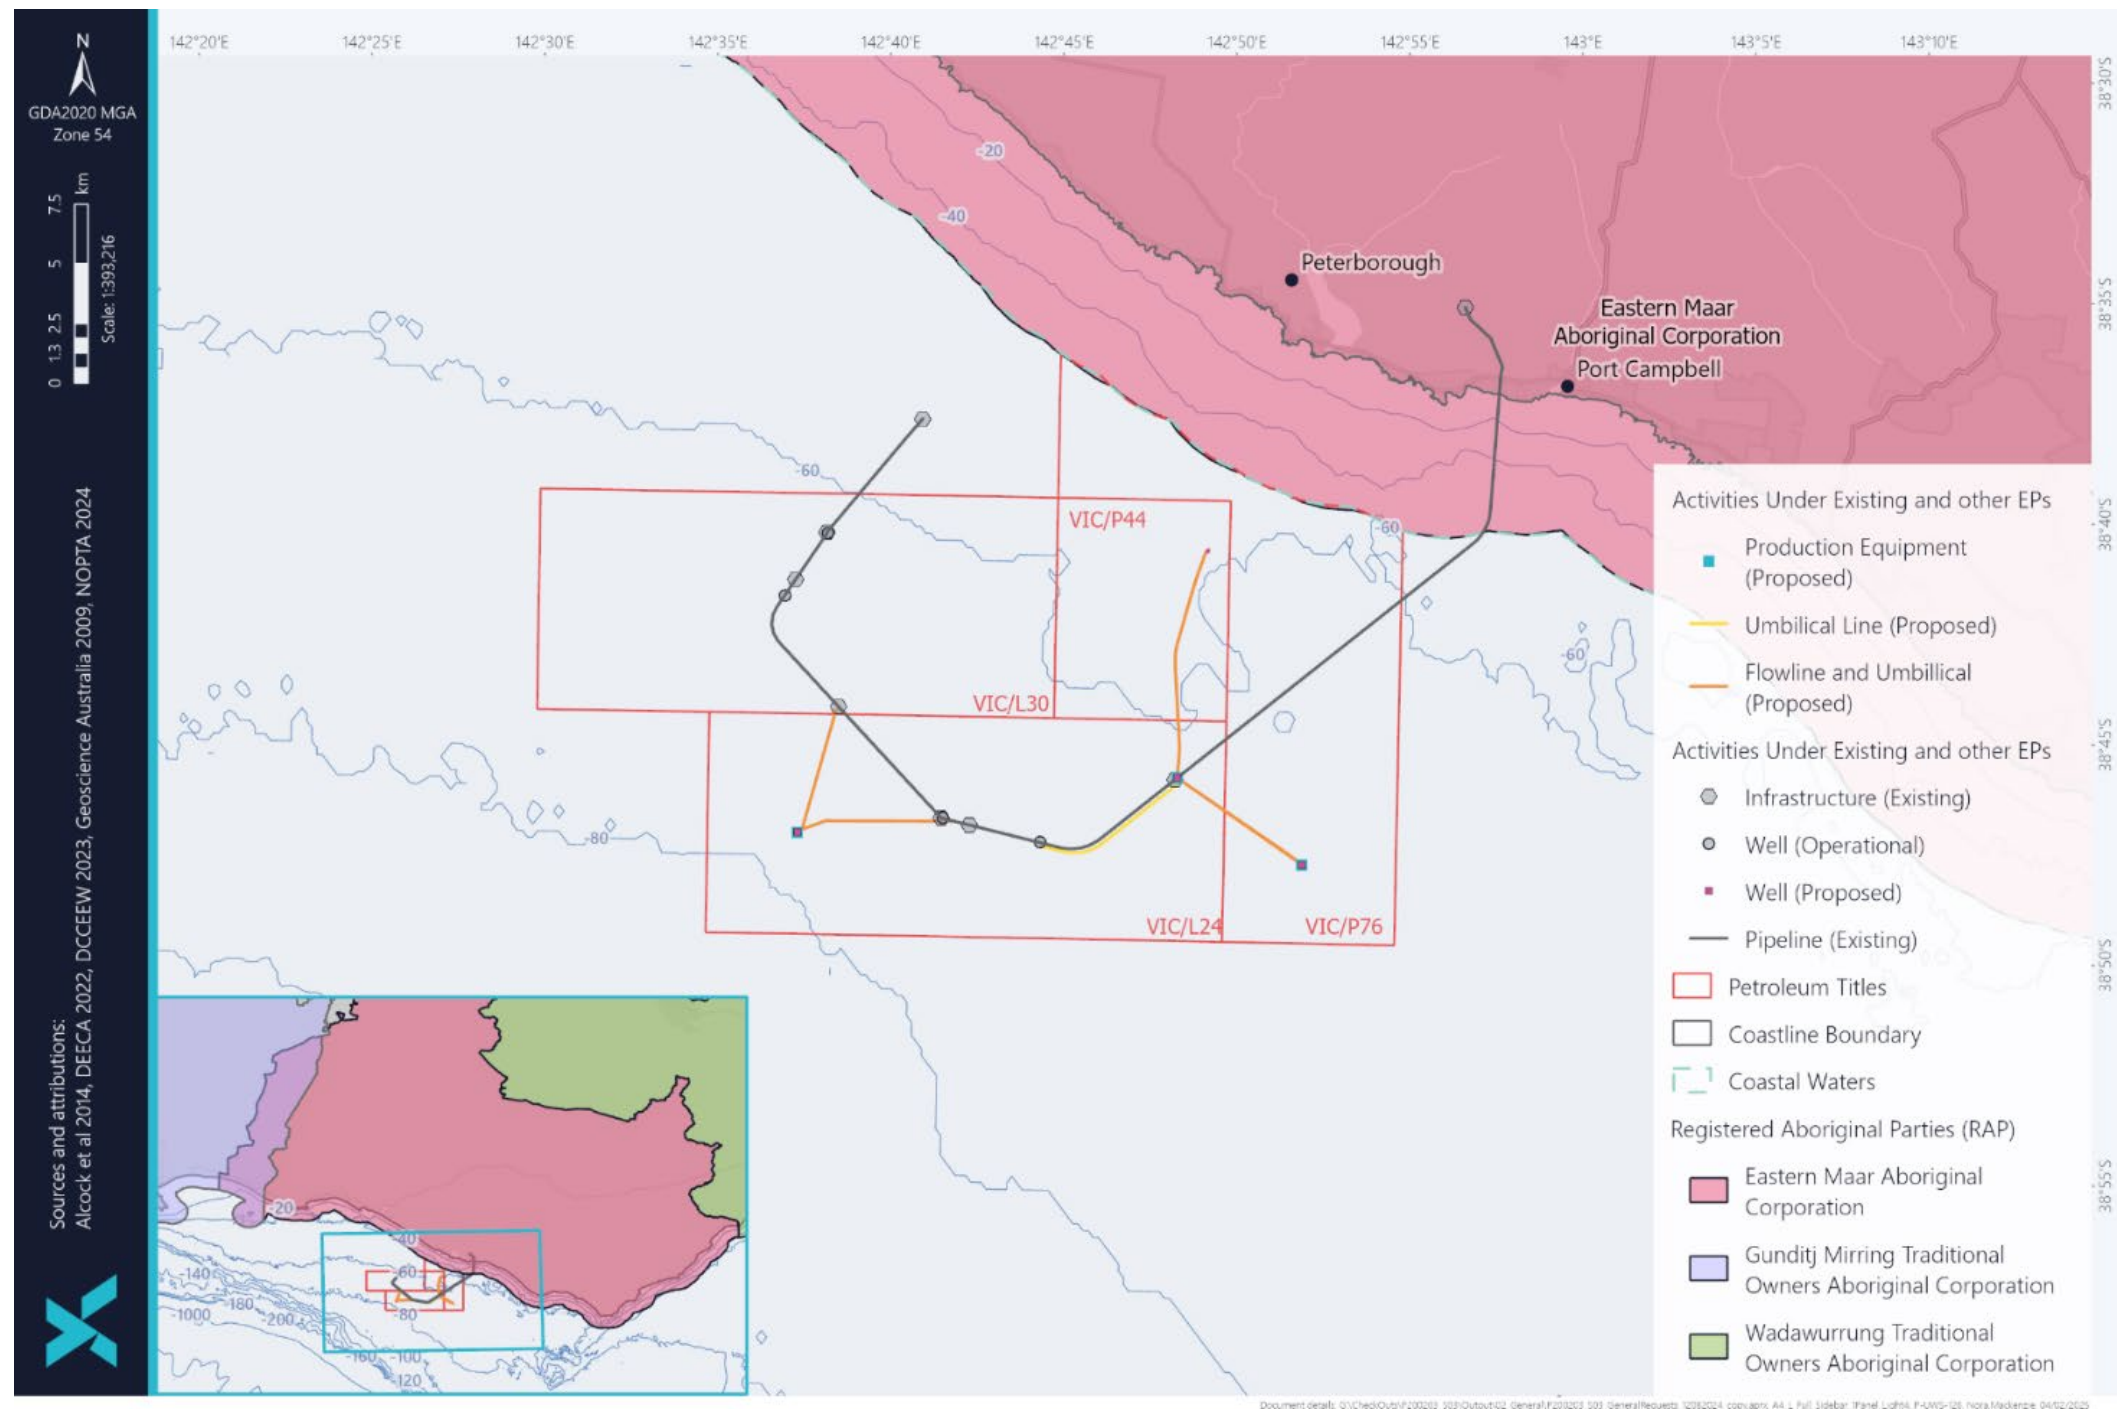 142°20'E
142°25'E
142°30'E
142°35'E
142°40'E
142°45'E
142°50'E
142°55'E
143°E
143°5'E
143°10'E
38°30'S
38°35'S
38°40'S
38°45'S
38°50'S
38°55'S
N
GDA2020 MGA
Zone 54
0 1.3 2.5 5 7.5 km
Scale: 1:393,216
Sources and attributions:
Alcock et al 2014, DEECA 2022, DCCEEW 2023, Geoscience Australia 2009, NOPTA 2024
-20
-40
Peterborough
Eastern Maar
Aboriginal Corporation
Port Campbell
-60
VIC/P44
-60
-60
VIC/L30
-80
VIC/L24
VIC/P76
Activities Under Existing and other EPs
Production Equipment
(Proposed)
Umbilical Line (Proposed)
Flowline and Umbillical
(Proposed)
Activities Under Existing and other EPs
Infrastructure (Existing)
Well (Operational)
Well (Proposed)
Pipeline (Existing)
Petroleum Titles
Coastline Boundary
Coastal Waters
Registered Aboriginal Parties (RAP)
Eastern Maar Aboriginal
Corporation
Gunditj Mirring Traditional
Owners Aboriginal Corporation
Wadawurrung Traditional
Owners Aboriginal Corporation
-20
-40
-60
-80
-140
-180
-1000
-200
-160
-100
-120